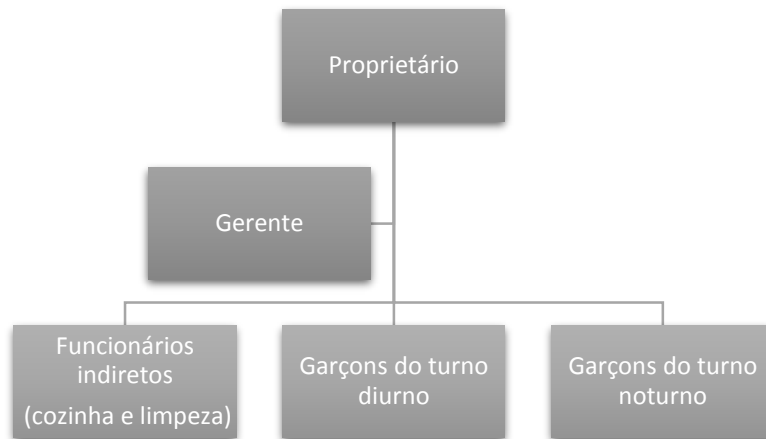 Proprietário
Gerente
Funcionários
indiretos
(cozinha e limpeza)
Garçons do turno
diurno
Garçons do turno
noturno